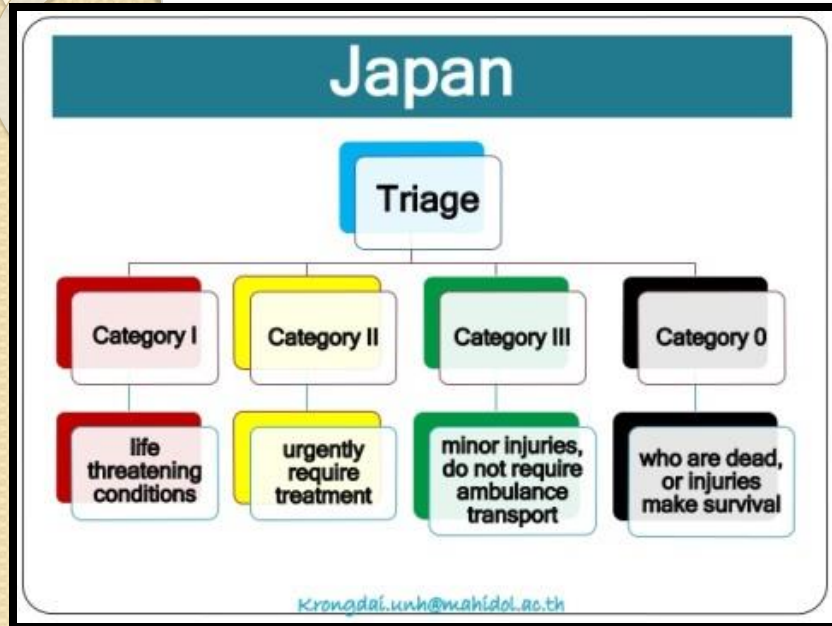 Japan
Triage
Category I
Category II
Category III
Category 0
life
threatening
conditions
urgently
require
treatment
minor injuries,
do not require
ambulance
transport
who are dead,
or injuries
make survival
Krongdai.unh@mahidol.ac.th